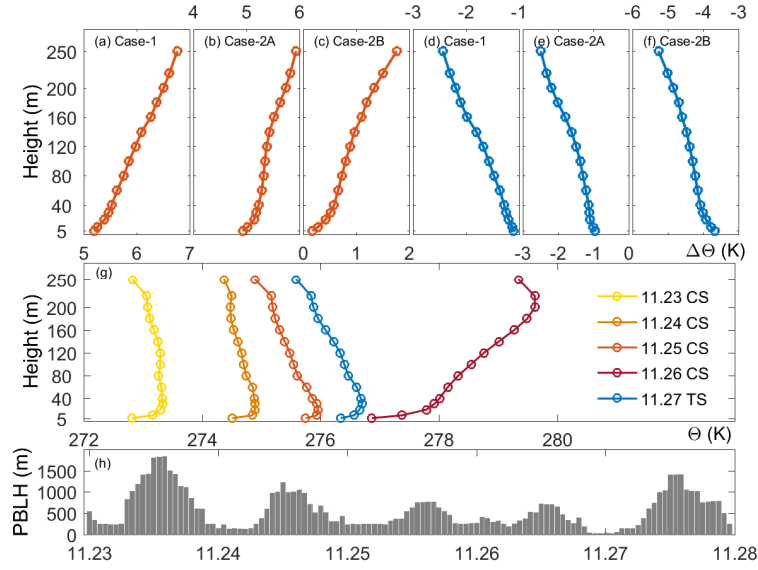 4 6 3 6 0 3 -3 -1 -4 -1 -6 -3
250 200 160 120 80 40 5
Height (m)
(a) Case-1 (b) Case-2A (c) Case-2B (d) Case-1 (e) Case-2A (f) Case-2B
5 6 7 0 2 -3 -2 -1 0
ΔΘ (K)
(g)
250 200 160 120 80 40 5
Height (m)
11.23 CS
11.24 CS
11.25 CS
11.26 CS
11.27 TS
272 274 276 278 280
Θ (K)
(h)
1500
1000
500
0
PBLH (m)
11.23 11.24 11.25 11.26 11.27 11.28